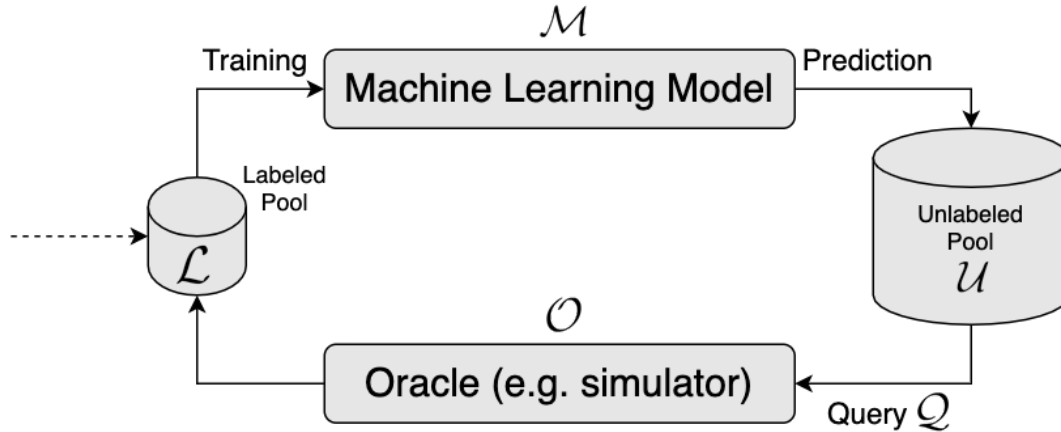 ℳ
Training
Machine Learning Model
Prediction
Labeled
Pool
ℒ
Unlabeled
Pool
𝒰
𝒪
Oracle (e.g. simulator)
Query 𝒬